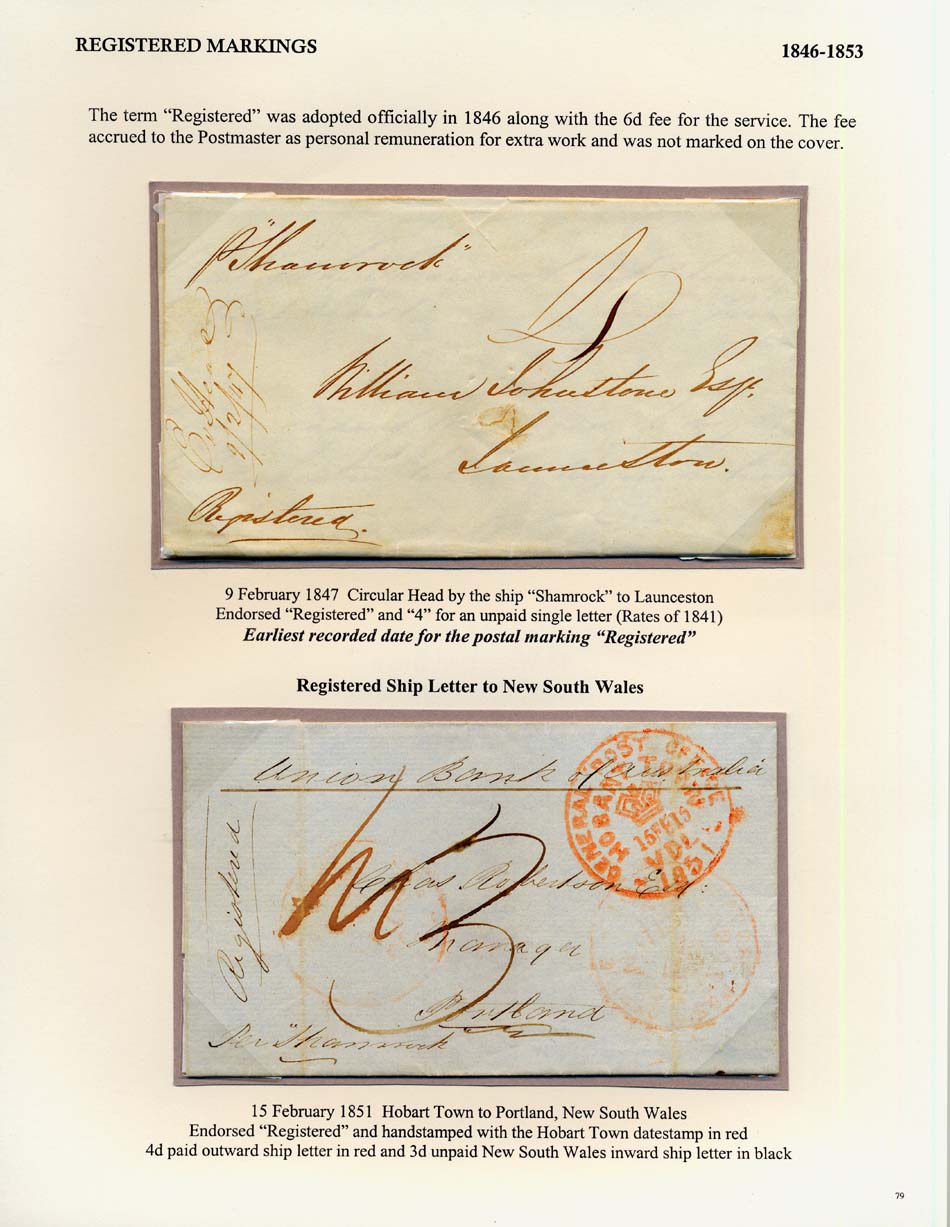 REGISTERED MARKINGS
1846-1853
The term “Registered” was adopted officially in 1846 along with the 6d fee for the service. The fee
accrued to the Postmaster as personal remuneration for extra work and was not marked on the cover.
"Shamrock"
9/2/47
William Johnstone Esqr.
Launceston.
Registered.
9 February 1847 Circular Head by the ship “Shamrock” to Launceston
Endorsed “Registered” and “4” for an unpaid single letter (Rates of 1841)
Earliest recorded date for the postal marking “Registered”
Registered Ship Letter to New South Wales
Union Bank of Australia
GENERAL POST OFFICE
HOBART TOWN
15 FE 15
VDL
1851
Registered
3
Chas Robertson Esq:
Manager
Portland
Per "Shamrock
15 February 1851 Hobart Town to Portland, New South Wales
Endorsed “Registered” and handstamped with the Hobart Town datestamp in red
4d paid outward ship letter in red and 3d unpaid New South Wales inward ship letter in black
79